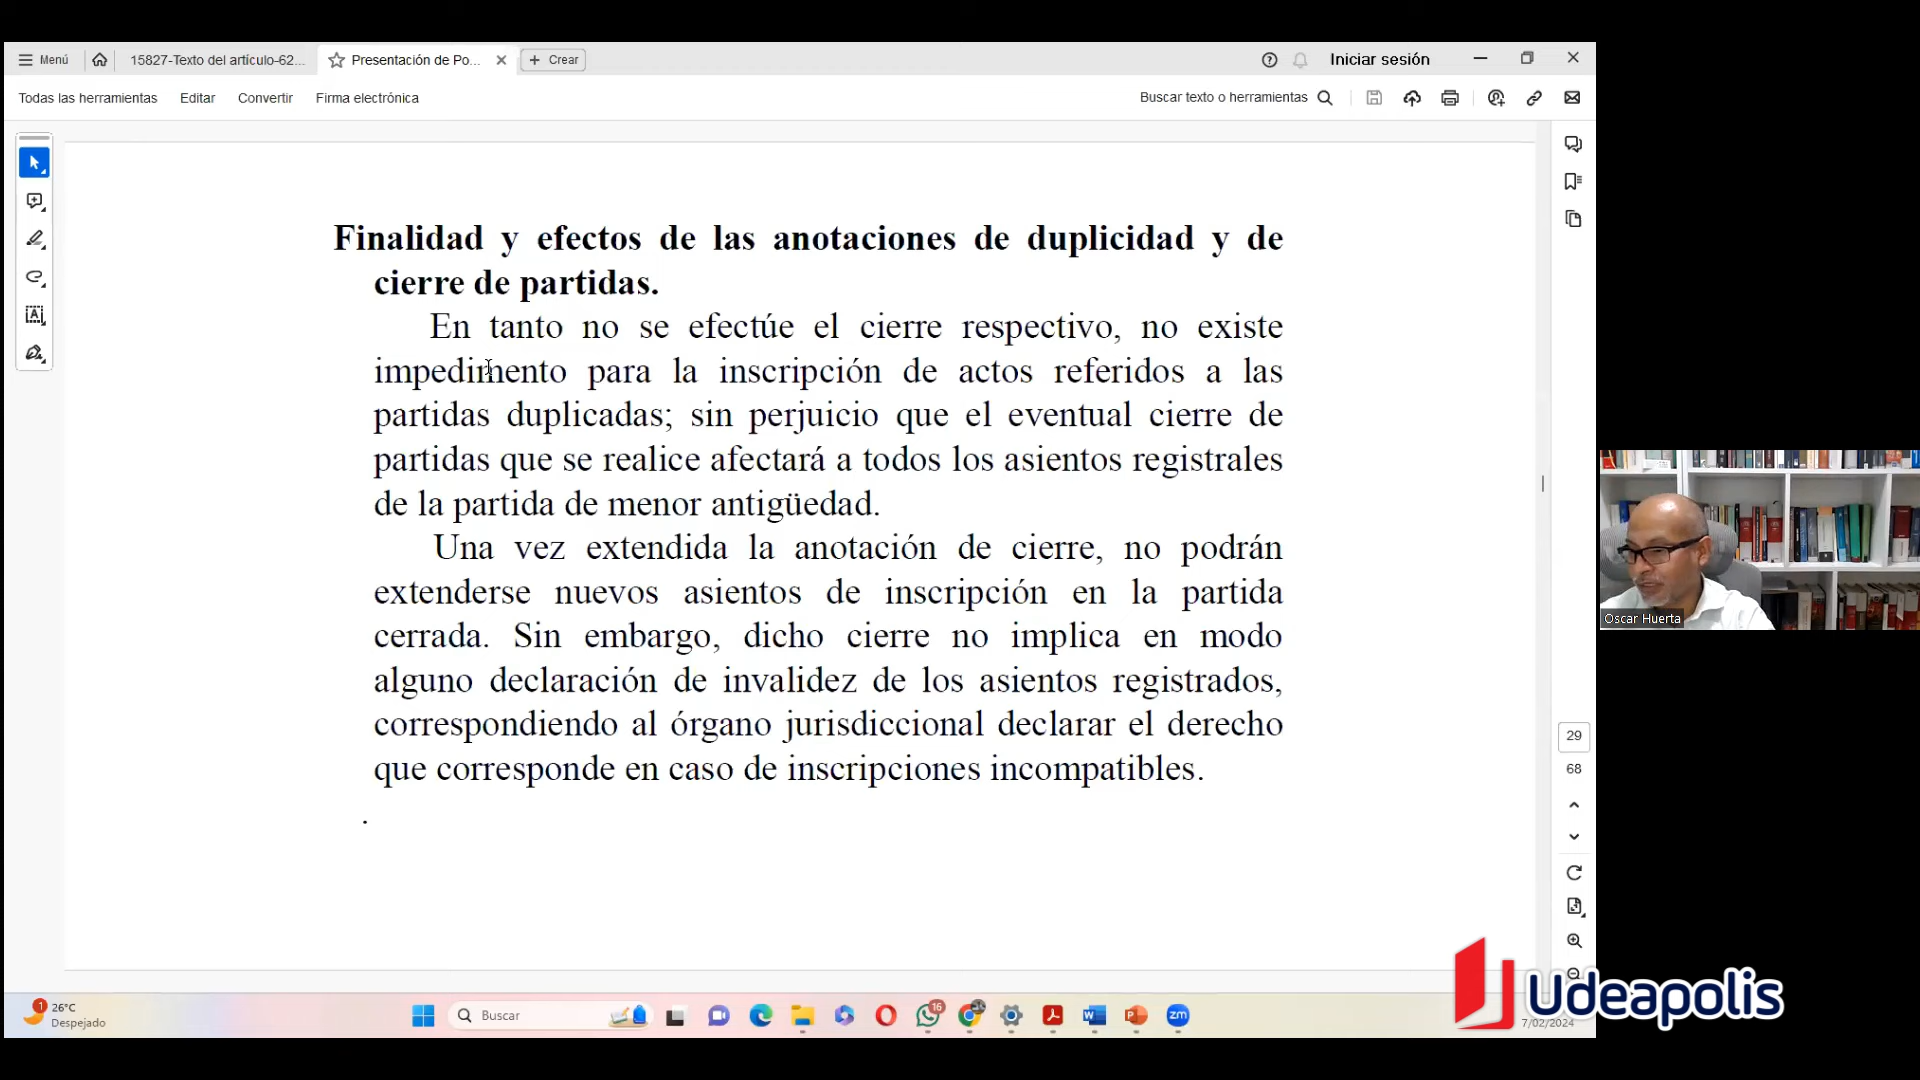 Menú
15827-Texto del artículo-62...
Presentación de Po...
Crear
Iniciar sesión
Todas las herramientas
Editar
Convertir
Firma electrónica
Buscar texto o herramientas
Finalidad y efectos de las anotaciones de duplicidad y de
cierre de partidas.
En tanto no se efectúe el cierre respectivo, no existe
impedimento para la inscripción de actos referidos a las
partidas duplicadas; sin perjuicio que el eventual cierre de
partidas que se realice afectará a todos los asientos registrales
de la partida de menor antigüedad.
Una vez extendida la anotación de cierre, no podrán
extenderse nuevos asientos de inscripción en la partida
cerrada. Sin embargo, dicho cierre no implica en modo
alguno declaración de invalidez de los asientos registrados,
correspondiendo al órgano jurisdiccional declarar el derecho
que corresponde en caso de inscripciones incompatibles.
.
Oscar Huerta
29
68
1
26°C
Despejado
Buscar
16
zm
7/02/2024
Udeapolis